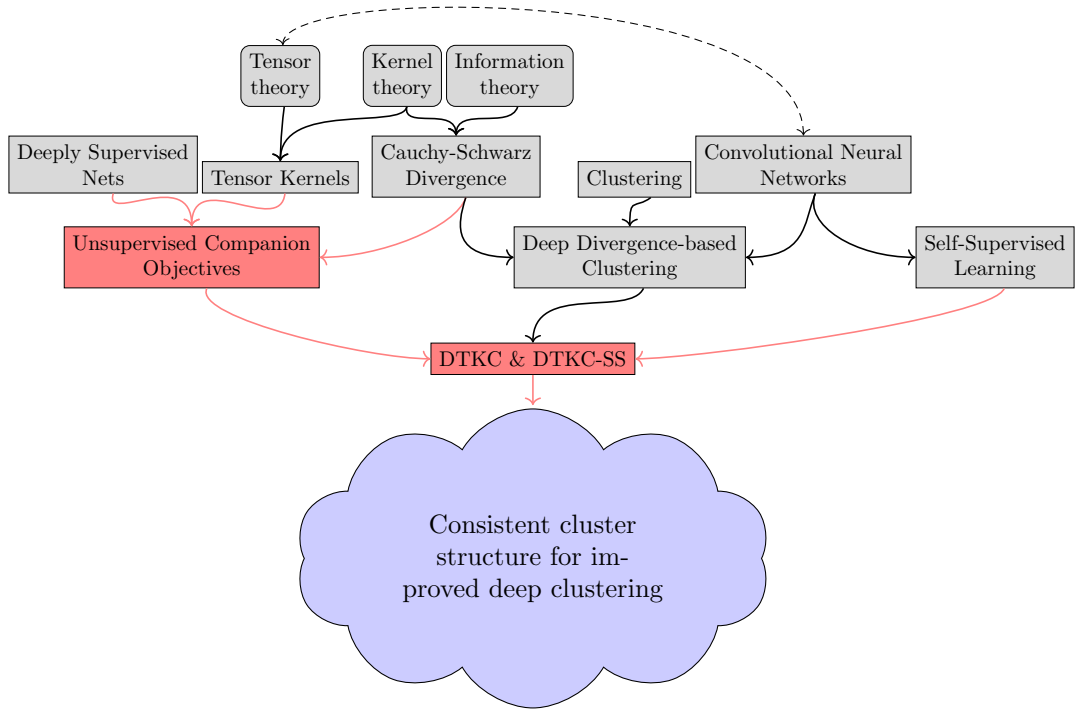 Tensor
theory
Kernel
theory
Information
theory
Deeply Supervised
Nets
Tensor Kernels
Cauchy-Schwarz
Divergence
Clustering
Convolutional Neural
Networks
Unsupervised Companion
Objectives
Deep Divergence-based
Clustering
Self-Supervised
Learning
DTKC & DTKC-SS
Consistent cluster
structure for im-
proved deep clustering